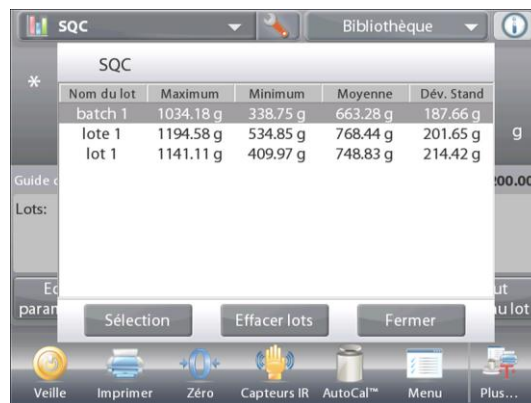 SQC Bibliothèque
SQC
*
Nom du lot Maximum Minimum Moyenne Dév. Stand
batch 1 1034.18 g 338.75 g 663.28 g 187.66 g
lote 1 1194.58 g 534.85 g 768.44 g 201.65 g
g
lot 1 1141.11 g 409.97 g 748.83 g 214.42 g
Guide 200.00
Lots:
Sélection Effacer lots Fermer
Veille Imprimer Zéro Capteurs IR AutoCal™ Menu Plus...